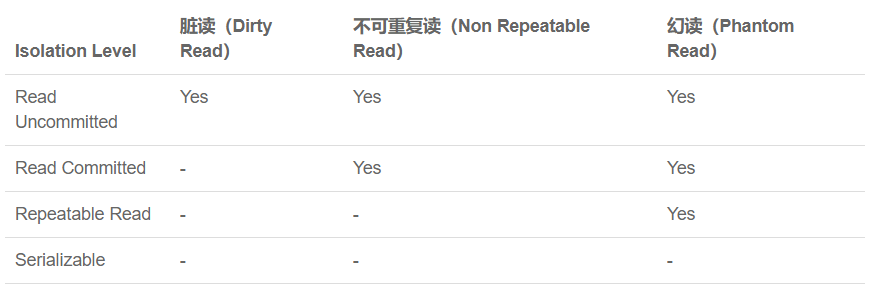 Isolation Level 脏读（Dirty Read） 不可重复读（Non Repeatable Read） 幻读（Phantom Read）
Read Uncommitted Yes Yes Yes
Read Committed - Yes Yes
Repeatable Read - - Yes
Serializable - - -